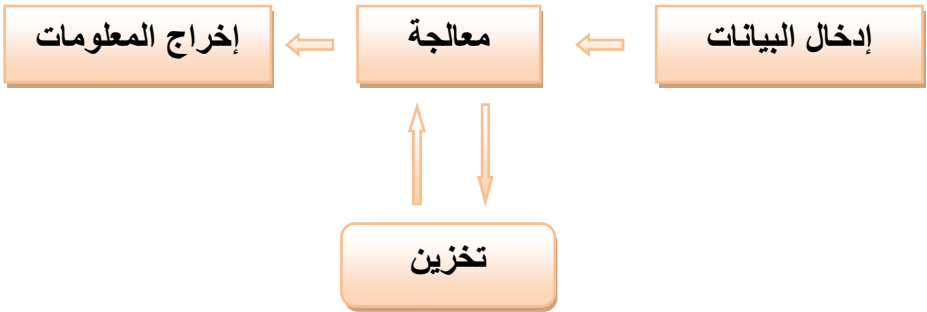 إدخال البيانات
معالجة
إخراج المعلومات
تخزين